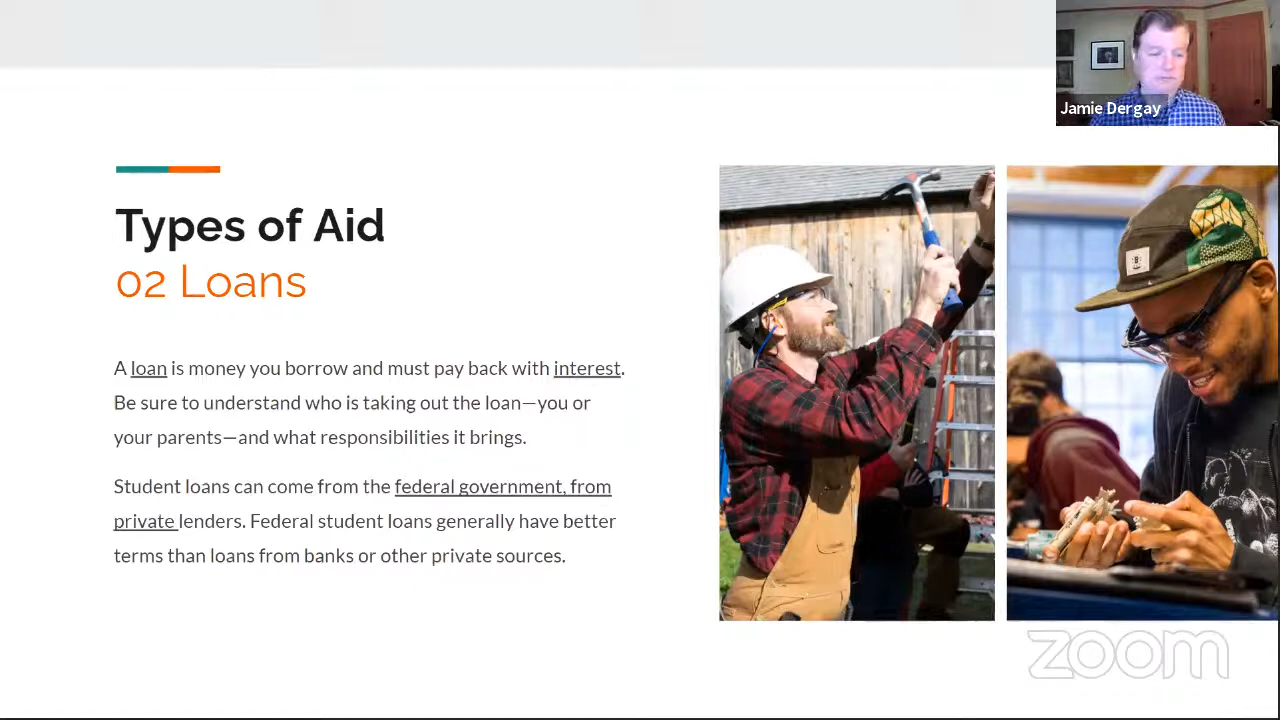 Jamie Dergay
Types of Aid
02 Loans
A loan is money you borrow and must pay back with interest.
Be sure to understand who is taking out the loan—you or
your parents—and what responsibilities it brings.
Student loans can come from the federal government, from
private lenders. Federal student loans generally have better
terms than loans from banks or other private sources.
zoom